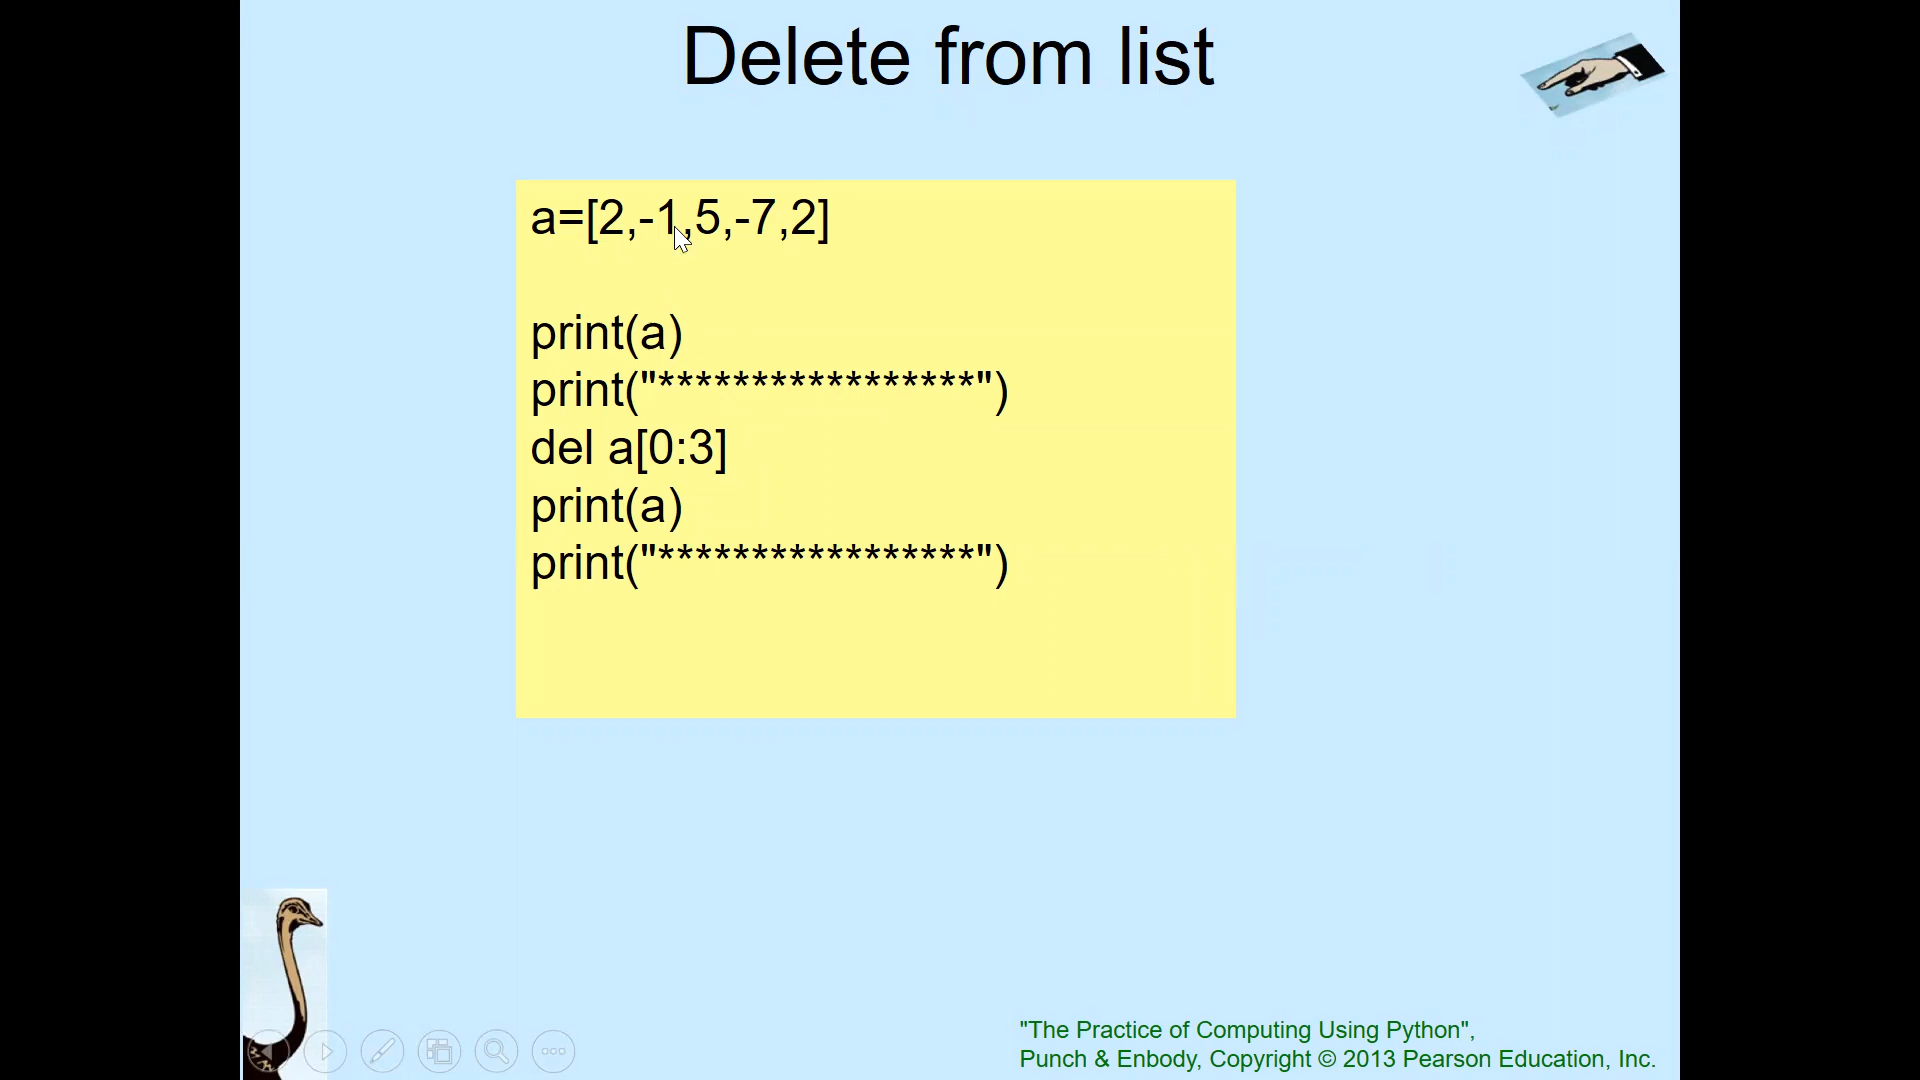 Delete from list
a=[2,-1,5,-7,2]
print(a)
print("*****************")
del a[0:3]
print(a)
print("*****************")
"The Practice of Computing Using Python",
Punch & Enbody, Copyright © 2013 Pearson Education, Inc.